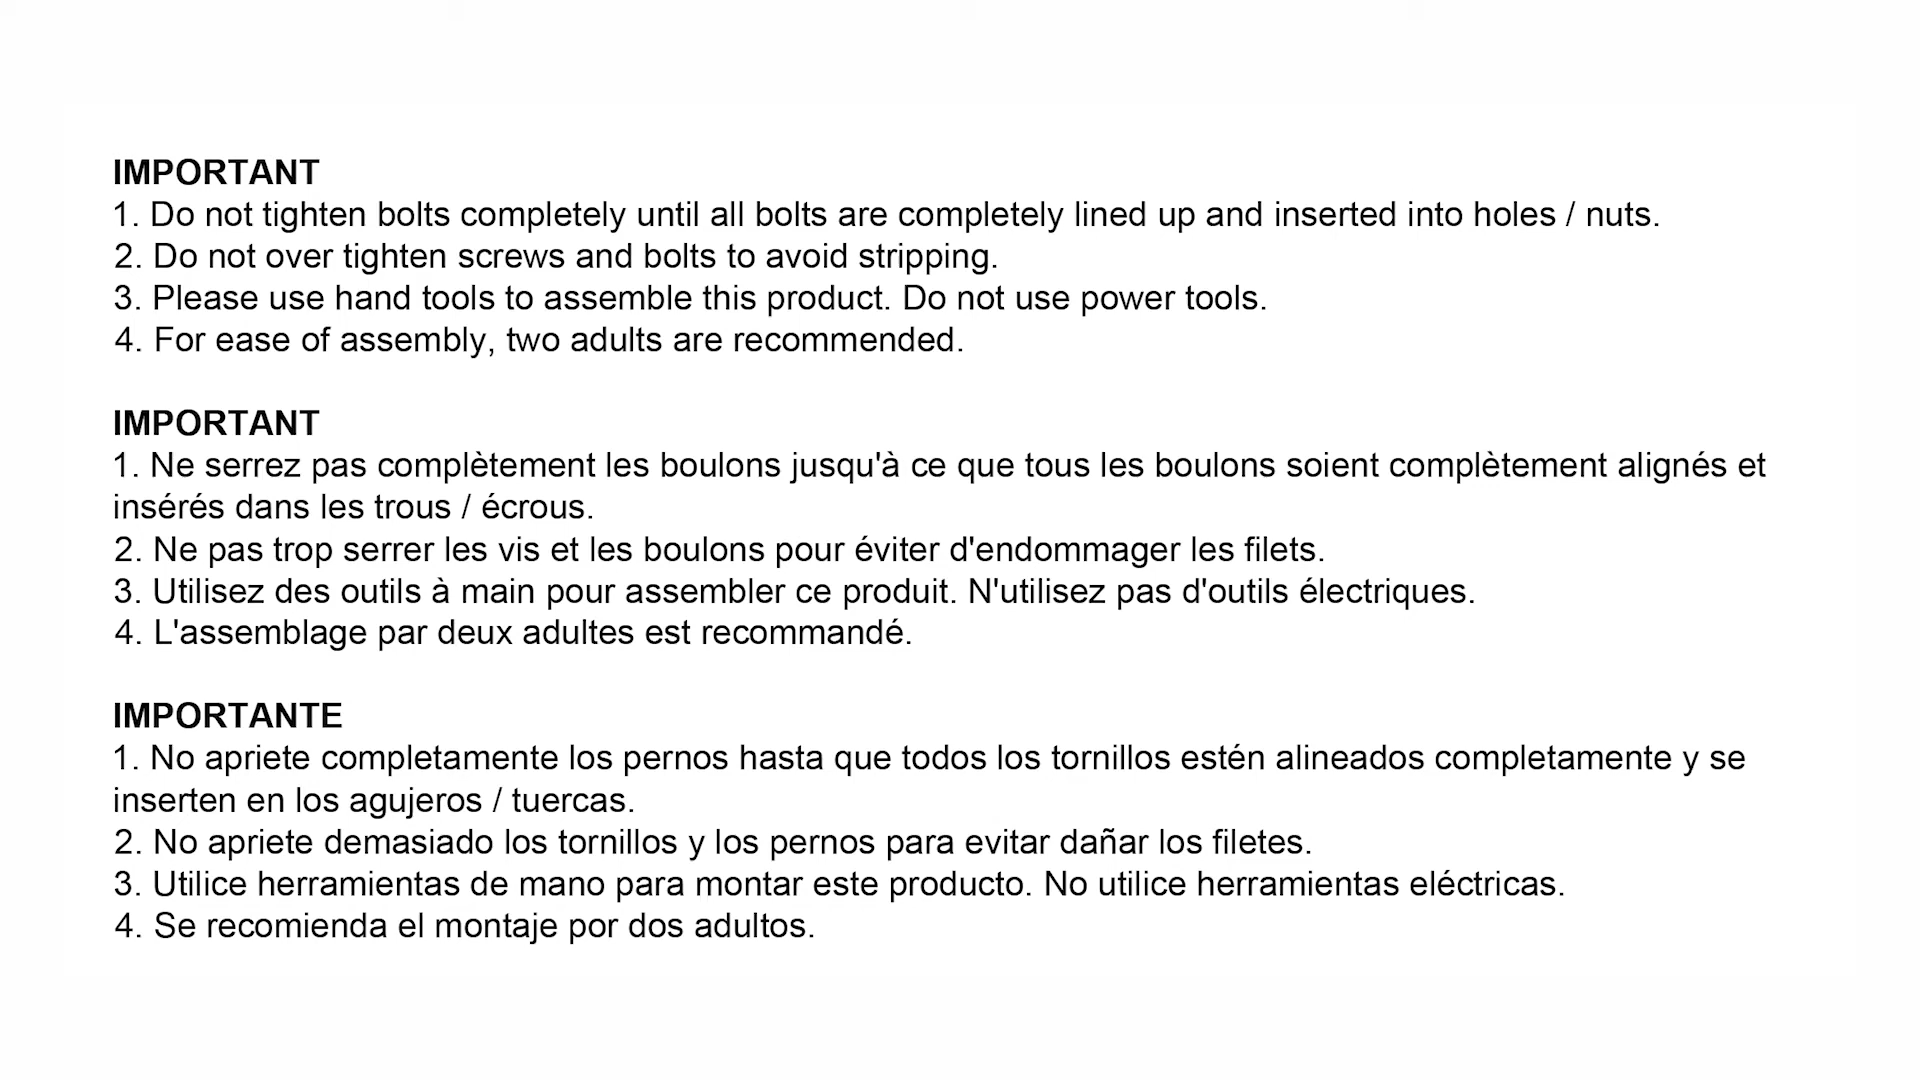 IMPORTANT
1. Do not tighten bolts completely until all bolts are completely lined up and inserted into holes / nuts.
2. Do not over tighten screws and bolts to avoid stripping.
3. Please use hand tools to assemble this product. Do not use power tools.
4. For ease of assembly, two adults are recommended.
IMPORTANT
1. Ne serrez pas complètement les boulons jusqu'à ce que tous les boulons soient complètement alignés et
insérés dans les trous / écrous.
2. Ne pas trop serrer les vis et les boulons pour éviter d'endommager les filets.
3. Utilisez des outils à main pour assembler ce produit. N'utilisez pas d'outils électriques.
4. L'assemblage par deux adultes est recommandé.
IMPORTANTE
1. No apriete completamente los pernos hasta que todos los tornillos estén alineados completamente y se
inserten en los agujeros / tuercas.
2. No apriete demasiado los tornillos y los pernos para evitar dañar los filetes.
3. Utilice herramientas de mano para montar este producto. No utilice herramientas eléctricas.
4. Se recomienda el montaje por dos adultos.